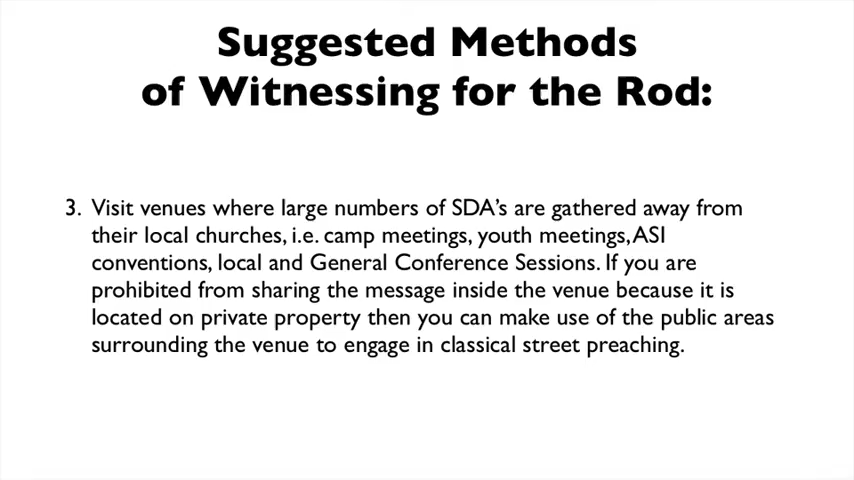 Suggested Methods
of Witnessing for the Rod:
3. Visit venues where large numbers of SDA's are gathered away from
their local churches, i.e. camp meetings, youth meetings, ASI
conventions, local and General Conference Sessions. If you are
prohibited from sharing the message inside the venue because it is
located on private property then you can make use of the public areas
surrounding the venue to engage in classical street preaching.